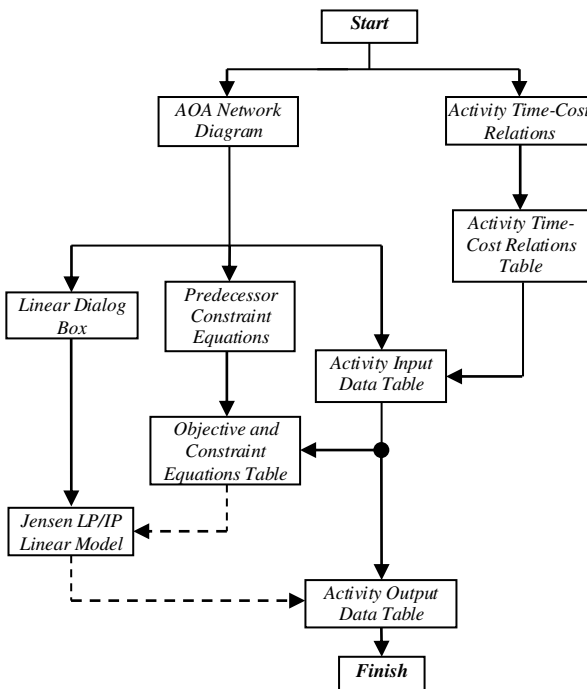 Start
AOA Network
Diagram
Activity Time-Cost
Relations
Activity Time-
Cost Relations
Table
Linear Dialog
Box
Predecessor
Constraint
Equations
Activity Input
Data Table
Objective and
Constraint
Equations Table
Jensen LP/IP
Linear Model
Activity Output
Data Table
Finish